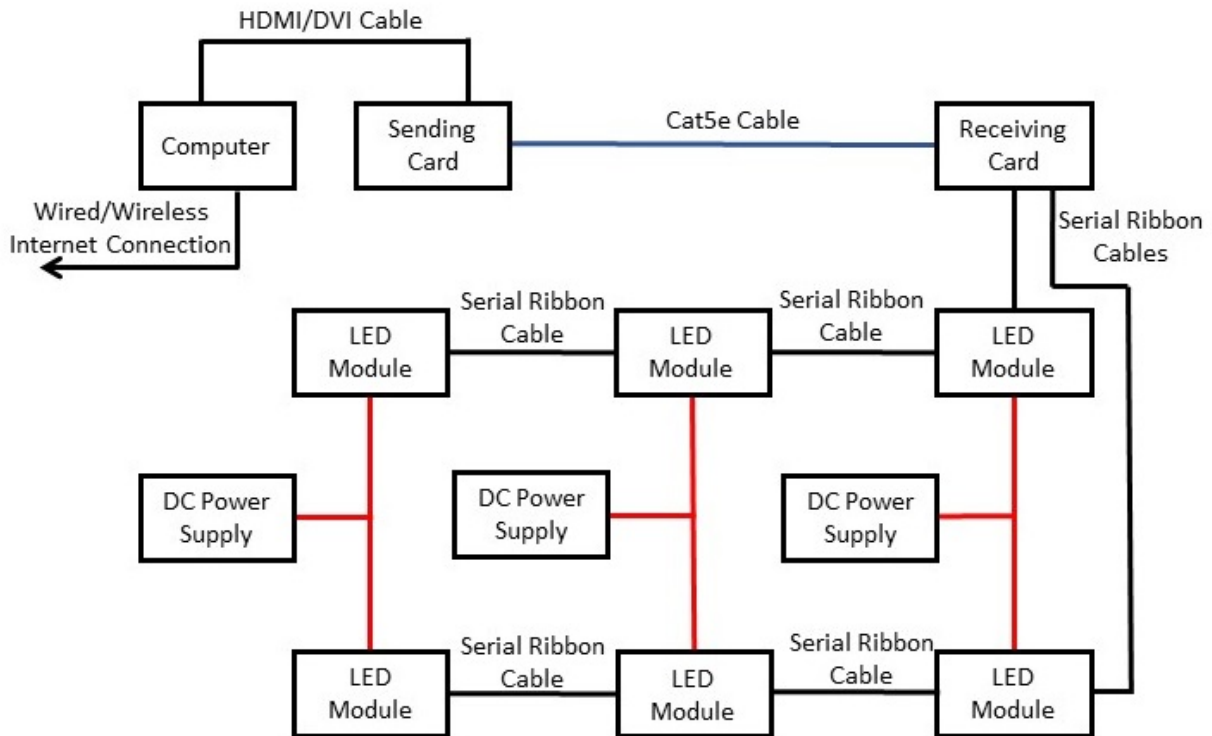 HDMI/DVI Cable
Computer
Sending
Card
Cat5e Cable
Receiving
Card
Wired/Wireless
Internet Connection
Serial Ribbon
Cables
LED
Module
Serial Ribbon
Cable
LED
Module
Serial Ribbon
Cable
LED
Module
DC Power
Supply
DC Power
Supply
DC Power
Supply
LED
Module
Serial Ribbon
Cable
LED
Module
Serial Ribbon
Cable
LED
Module